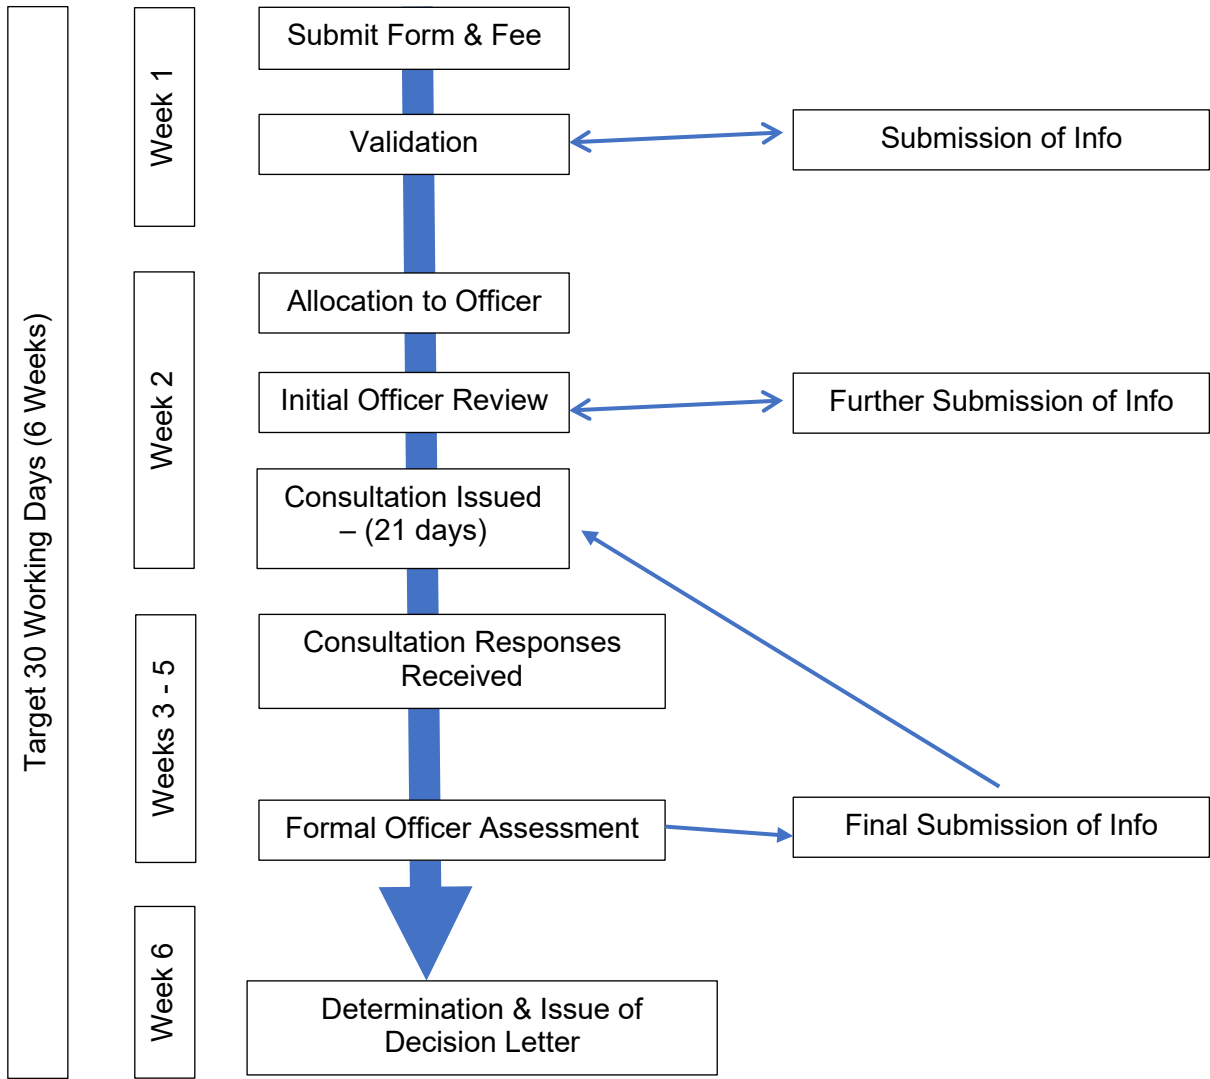 Target 30 Working Days (6 Weeks)
Week 1
Submit Form & Fee
Validation
Submission of Info
Week 2
Allocation to Officer
Initial Officer Review
Further Submission of Info
Consultation Issued
– (21 days)
Weeks 3 - 5
Consultation Responses
Received
Formal Officer Assessment
Final Submission of Info
Week 6
Determination & Issue of
Decision Letter